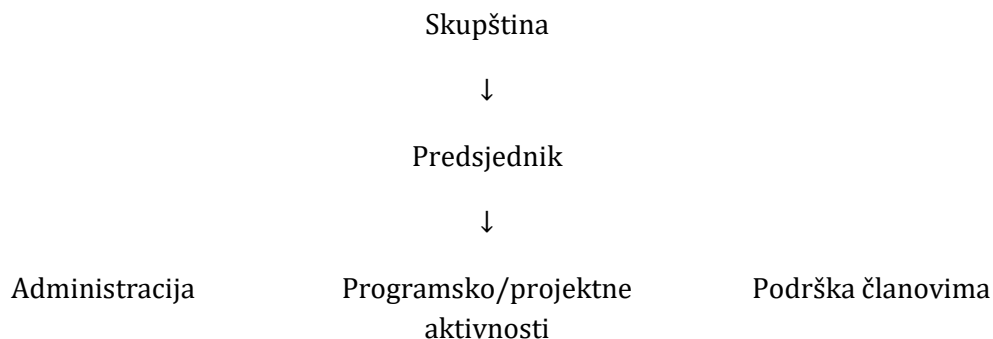 Skupština
↓
Predsjednik
↓
Administracija Programsko/projektne Podrška članovima
aktivnosti